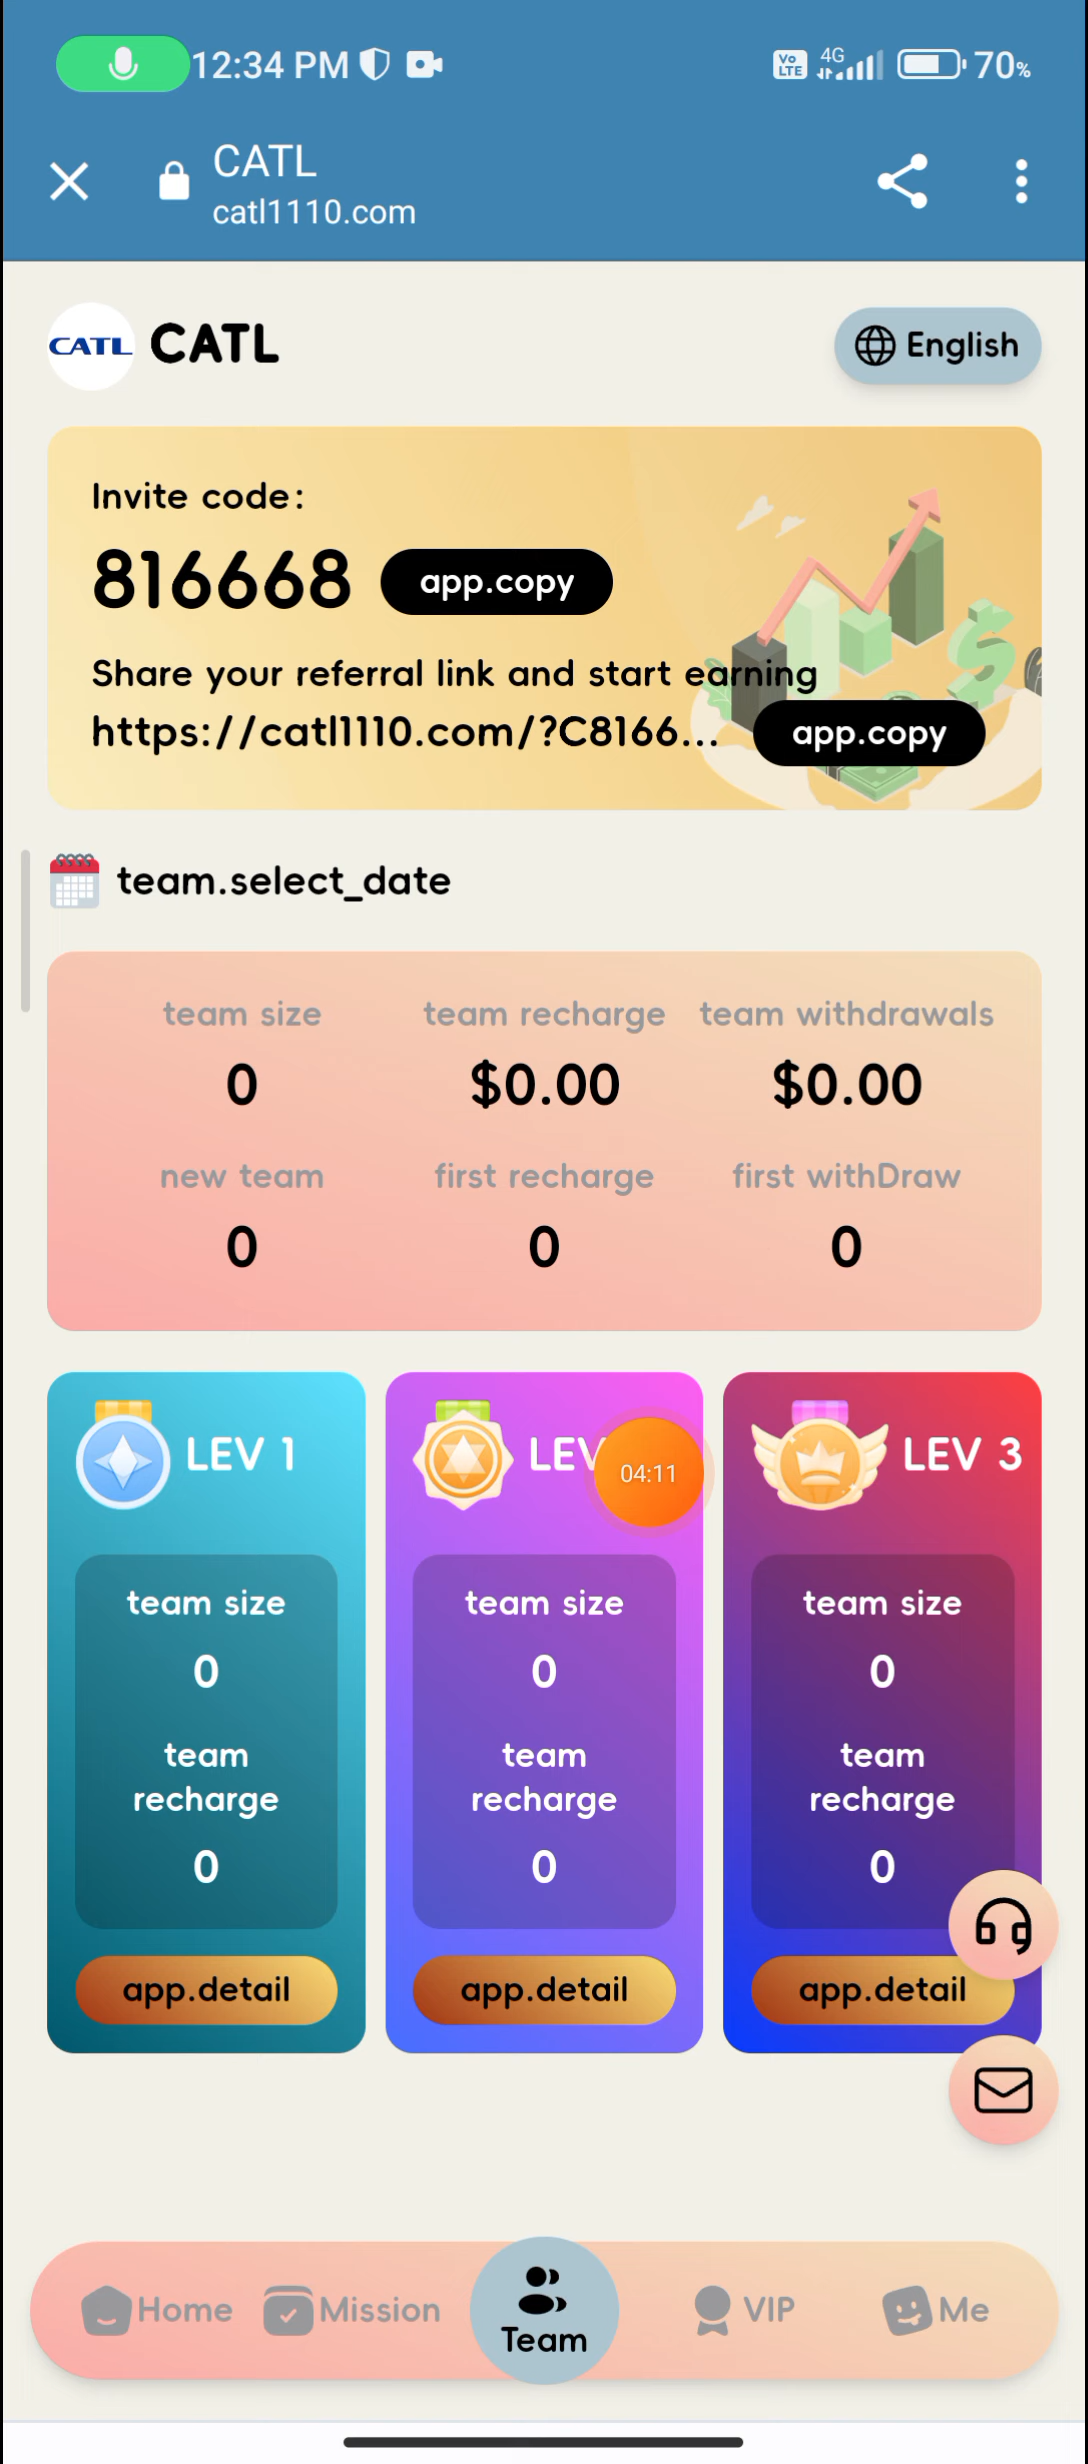 12:34 PM
Vo LTE 4G 70%
CATL
catl1110.com
CATL CATL
English
Invite code:
816668 app.copy
Share your referral link and start earning
https://catl1110.com/?C8166... app.copy
team.select_date
team size team recharge team withdrawals
0 $0.00 $0.00
new team first recharge first withDraw
0 0 0
LEV 1 LEV 04:11 LEV 3
team size team size team size
0 0 0
team team team
recharge recharge recharge
0 0 0
app.detail app.detail app.detail
Home Mission Team VIP Me